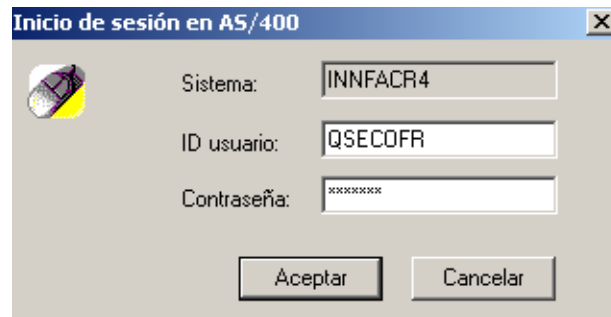 Inicio de sesión en AS/400
Sistema: INNFACR4
ID usuario: QSECOFR
Contraseña: *******
Aceptar Cancelar